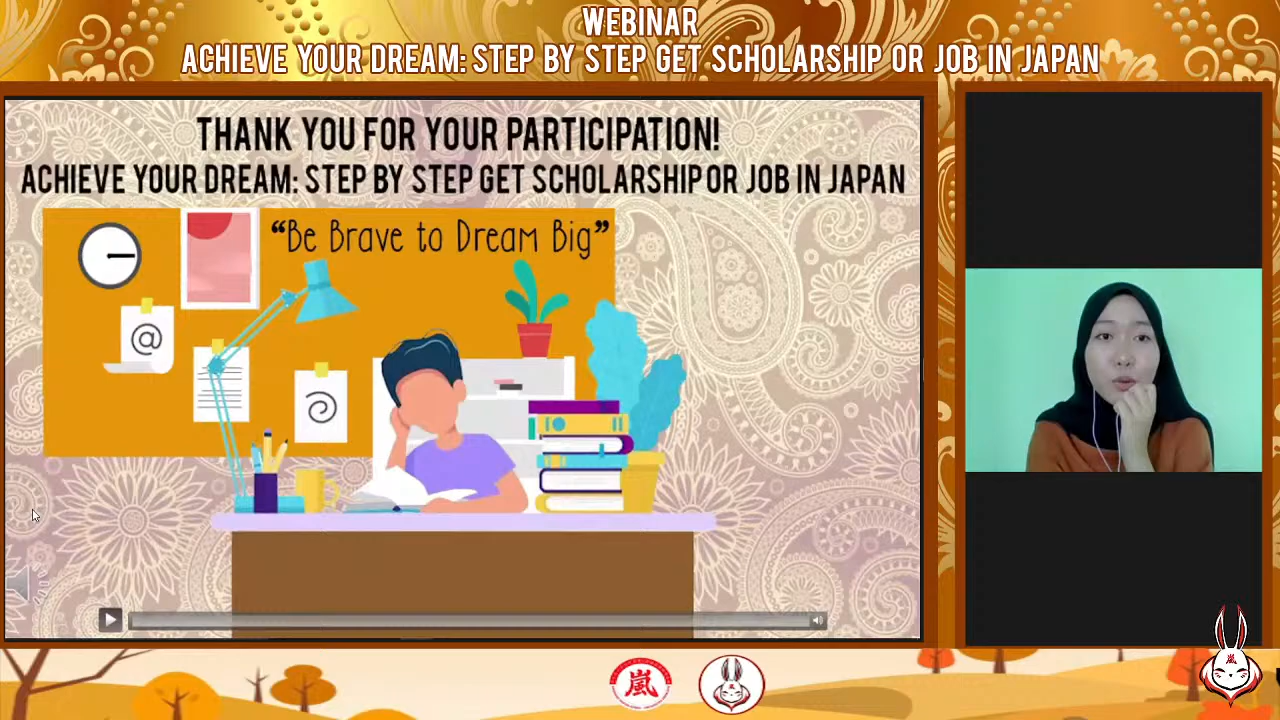 WEBINAR
ACHIEVE YOUR DREAM: STEP BY STEP GET SCHOLARSHIP OR JOB IN JAPAN
THANK YOU FOR YOUR PARTICIPATION!
ACHIEVE YOUR DREAM: STEP BY STEP GET SCHOLARSHIP OR JOB IN JAPAN
“Be Brave to Dream Big”
@
嵐
嵐